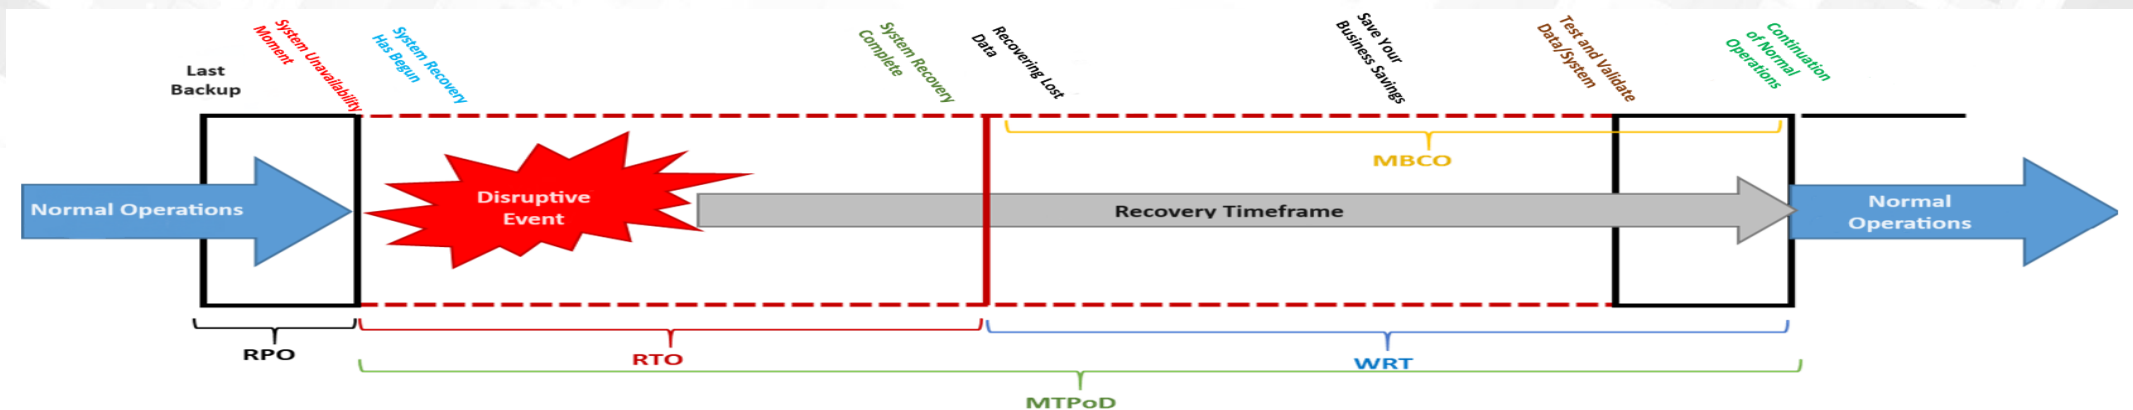 Last
Backup
System Unavailability
Moment
System Recovery
Has Begun
System Recovery
Complete
Recovering Lost
Data
Save Your
Business Savings
Test and Validate
Data/System
Continuation
of Normal
Operations
MBCO
Normal Operations
Disruptive
Event
Recovery Timeframe
Normal
Operations
RPO
RTO
WRT
MTPoD